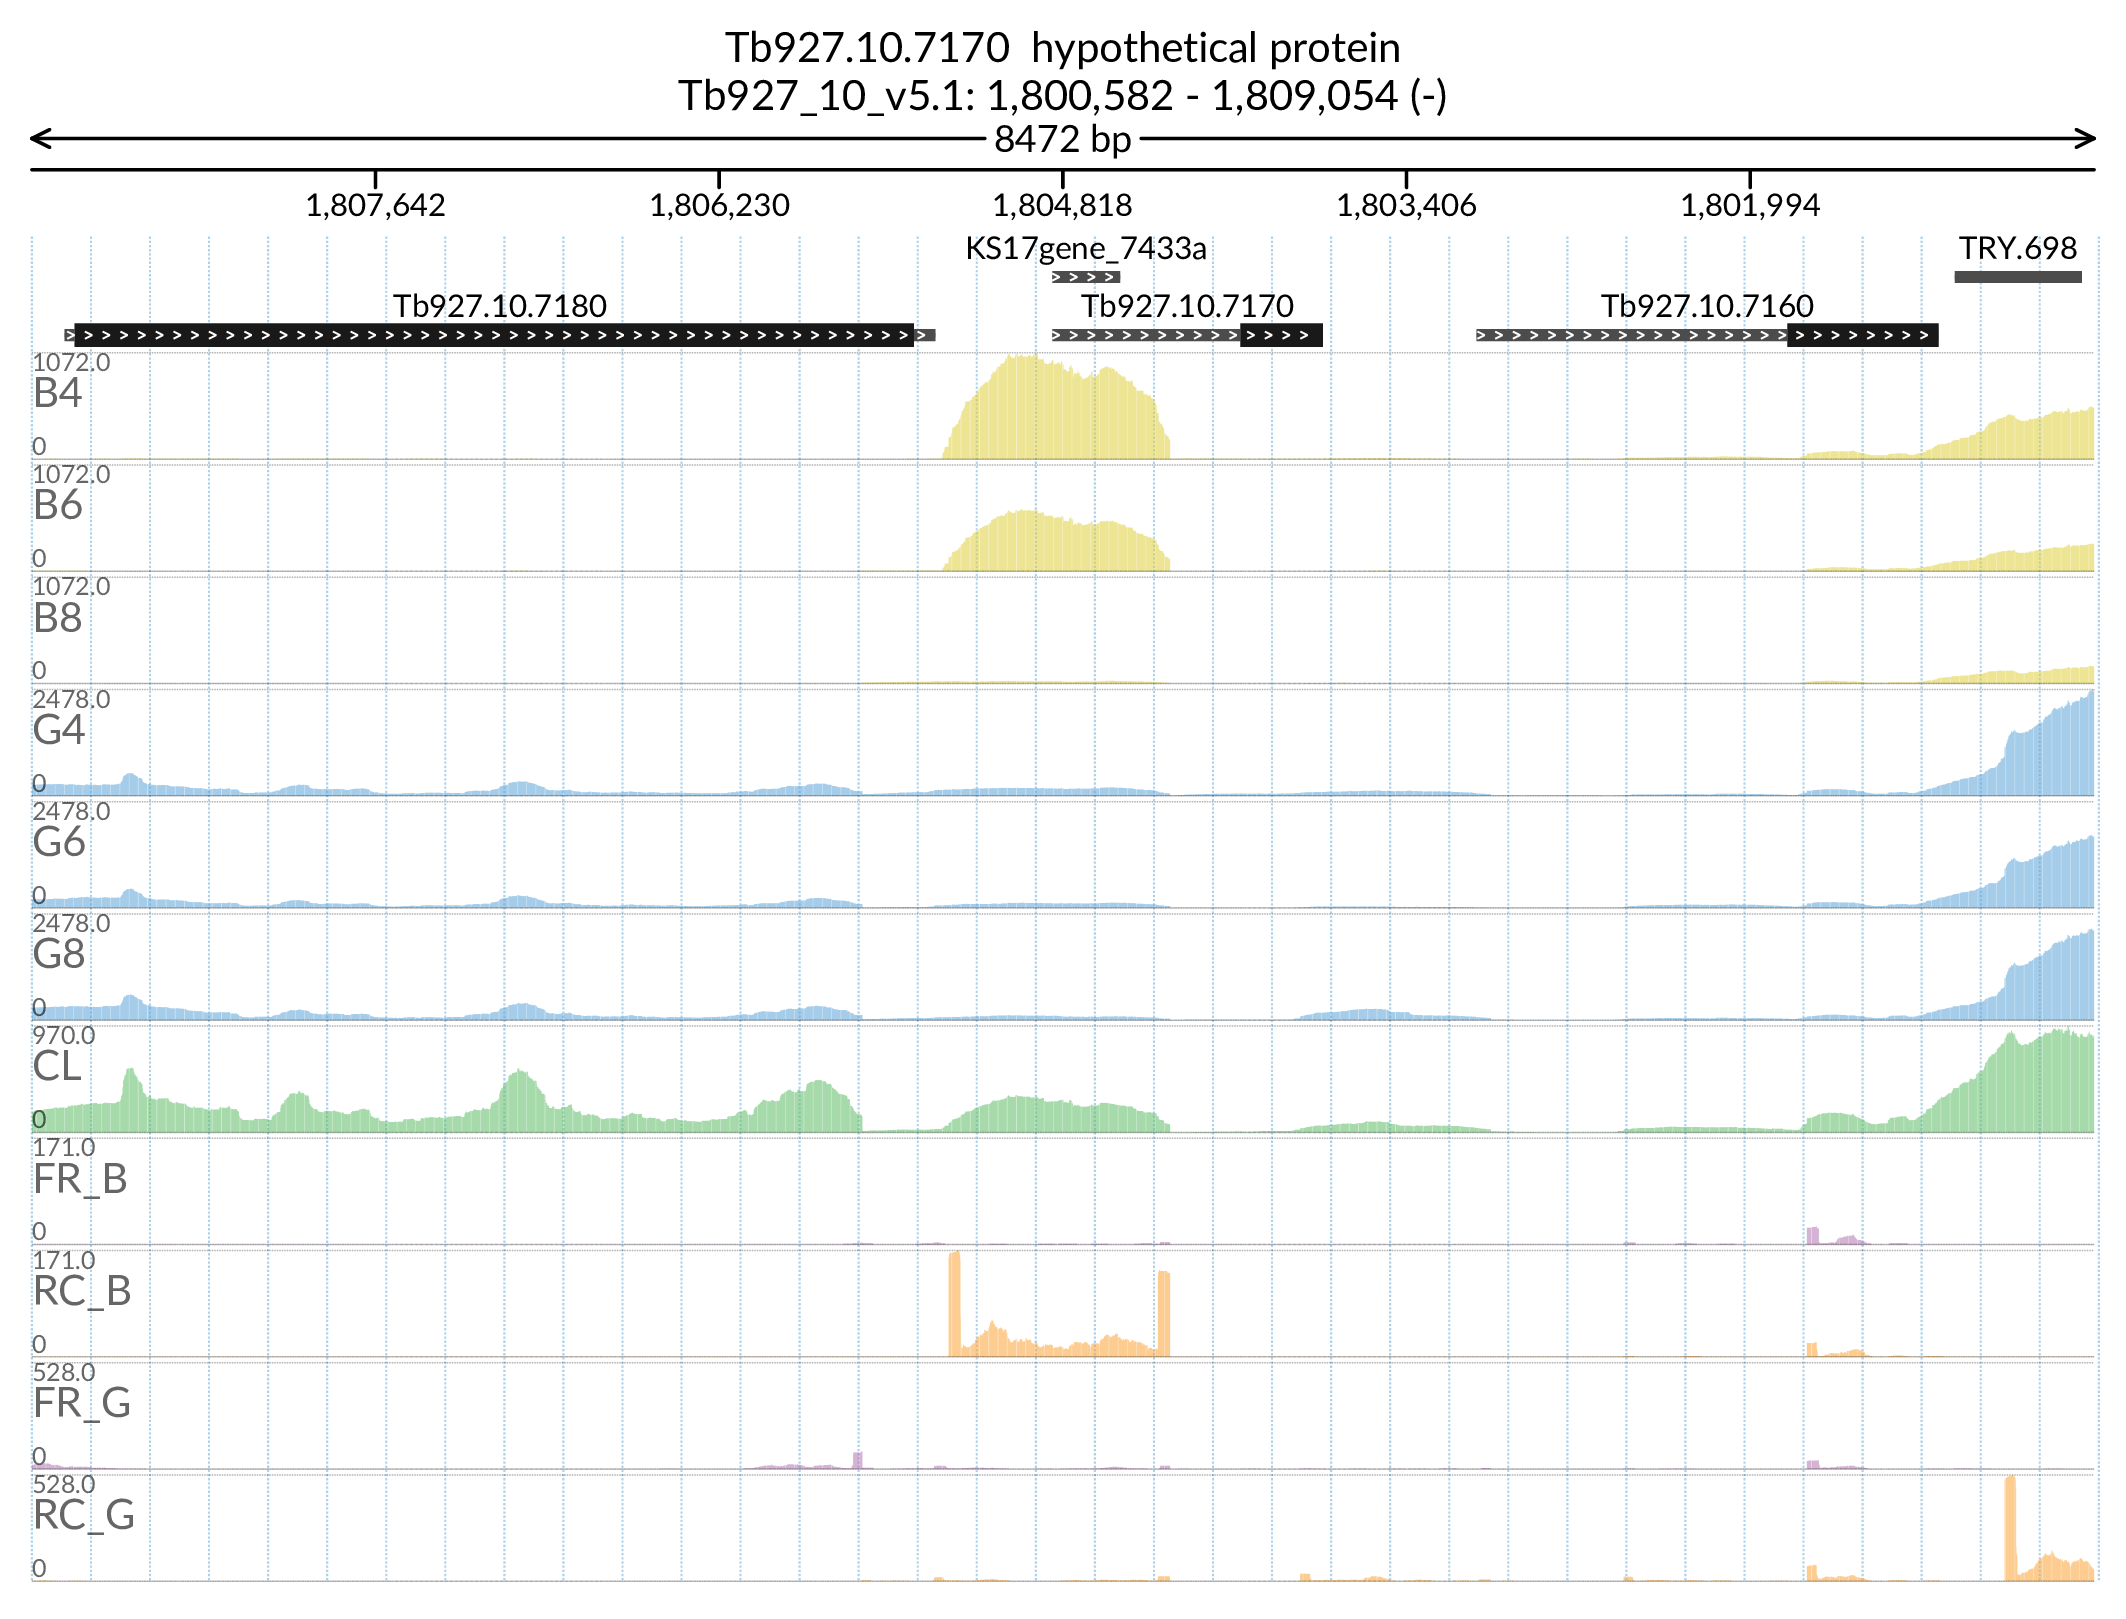 Tb927.10.7170  hypothetical protein
Tb927_10_v5.1: 1,800,582 - 1,809,054 (-)
8472 bp
1,807,642 1,806,230 1,804,818 1,803,406 1,801,994
KS17gene_7433a TRY.698
Tb927.10.7180 Tb927.10.7170 Tb927.10.7160
1072.0
B4
0
1072.0
B6
0
1072.0
B8
0
2478.0
G4
0
2478.0
G6
0
2478.0
G8
0
970.0
CL
0
171.0
FR_B
0
171.0
RC_B
0
528.0
FR_G
0
528.0
RC_G
0